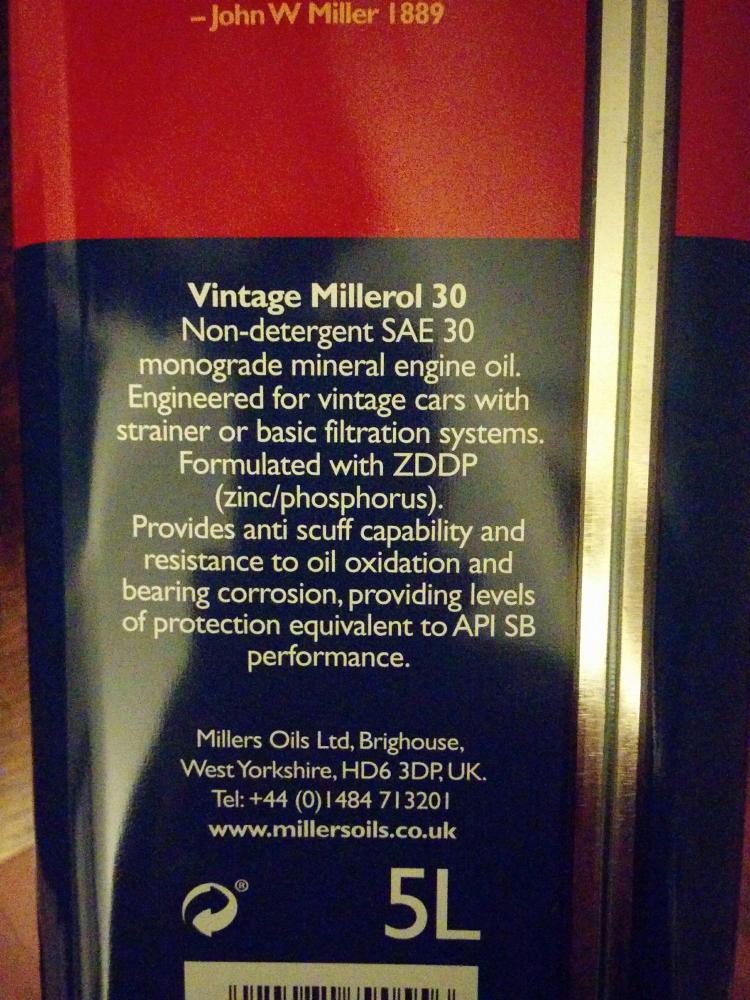 – John W Miller 1889
Vintage Millerol 30
Non-detergent SAE 30
monograde mineral engine oil.
Engineered for vintage cars with
strainer or basic filtration systems.
Formulated with ZDDP
(zinc/phosphorus).
Provides anti scuff capability and
resistance to oil oxidation and
bearing corrosion, providing levels
of protection equivalent to API SB
performance.
Millers Oils Ltd, Brighouse,
West Yorkshire, HD6 3DP, UK.
Tel: +44 (0)1484 713201
www.millersoils.co.uk
®
5L